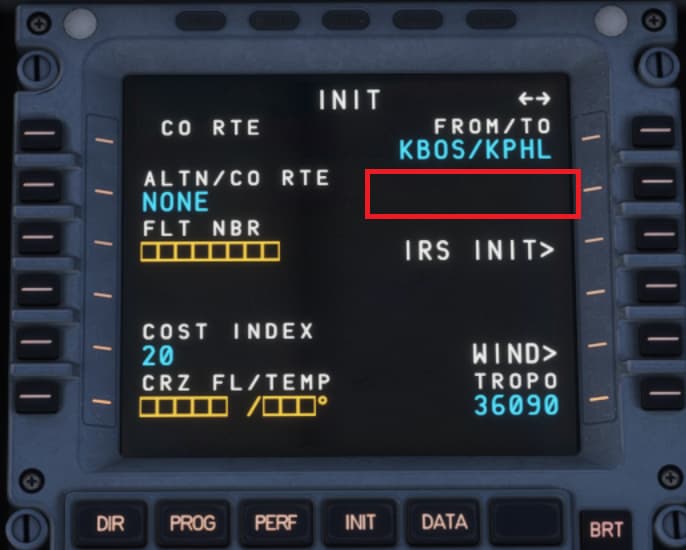 INIT ←→
CO RTE FROM/TO
KBOS/KPHL
ALTN/CO RTE
NONE
FLT NBR
IRS INIT>
COST INDEX
20 WIND>
CRZ FL/TEMP TROPO
/ ° 36090
DIR PROG PERF INIT DATA BRT